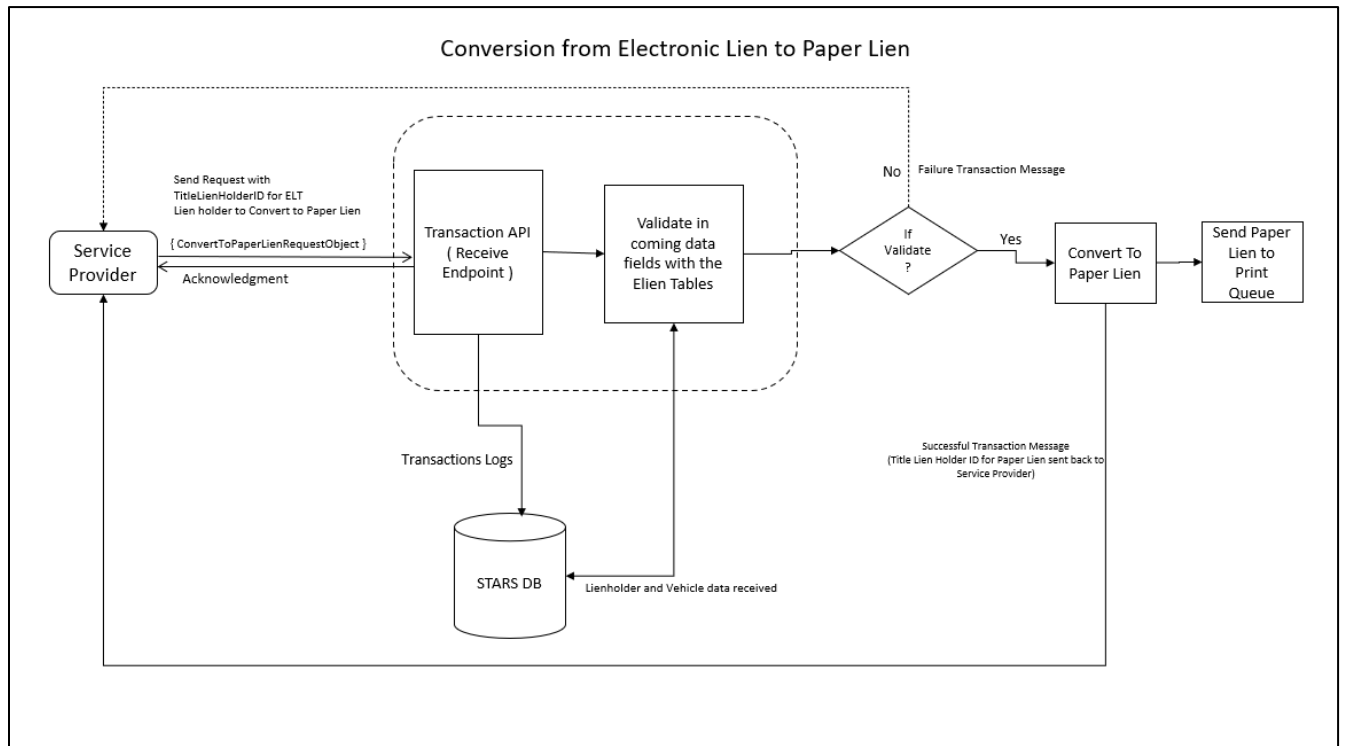 Conversion from Electronic Lien to Paper Lien
No
Failure Transaction Message
Send Request with
TitleLienHolderID for ELT
Lien holder to Convert to Paper Lien
{ ConvertToPaperLienRequestObject }
Acknowledgment
Service
Provider
Transaction API
( Receive
Endpoint )
Validate in
coming data
fields with the
Elien Tables
If
Validate
?
Yes
Convert To
Paper Lien
Send Paper
Lien to
Print
Queue
Transactions Logs
STARS DB
Lienholder and Vehicle data received
Successful Transaction Message
(Title Lien Holder ID for Paper Lien sent back to
Service Provider)